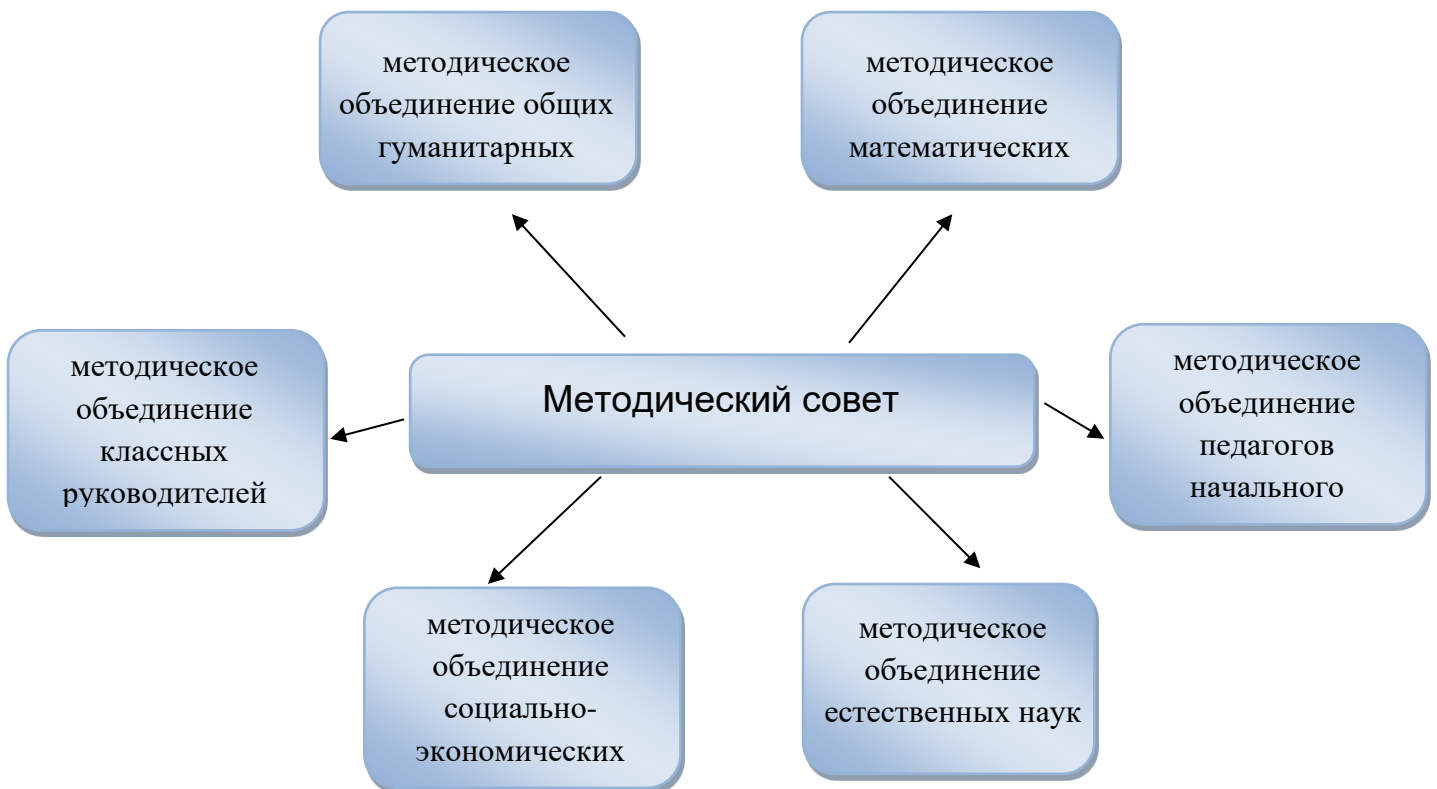 методическое
объединение общих
гуманитарных
методическое
объединение
математических
методическое
объединение
классных
руководителей
Методический совет
методическое
объединение
педагогов
начального
методическое
объединение
социально-
экономических
методическое
объединение
естественных наук